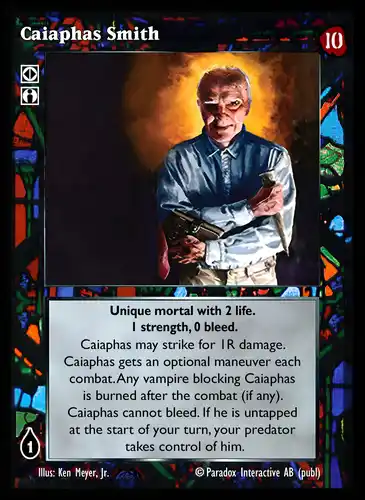 Caiaphas Smith
10
Unique mortal with 2 life.
1 strength, 0 bleed.
Caiaphas may strike for 1R damage.
Caiaphas gets an optional maneuver each
combat. Any vampire blocking Caiaphas
is burned after the combat (if any).
Caiaphas cannot bleed. If he is untapped
at the start of your turn, your predator
takes control of him.
1
Illus: Ken Meyer, Jr.
© Paradox Interactive AB (publ)